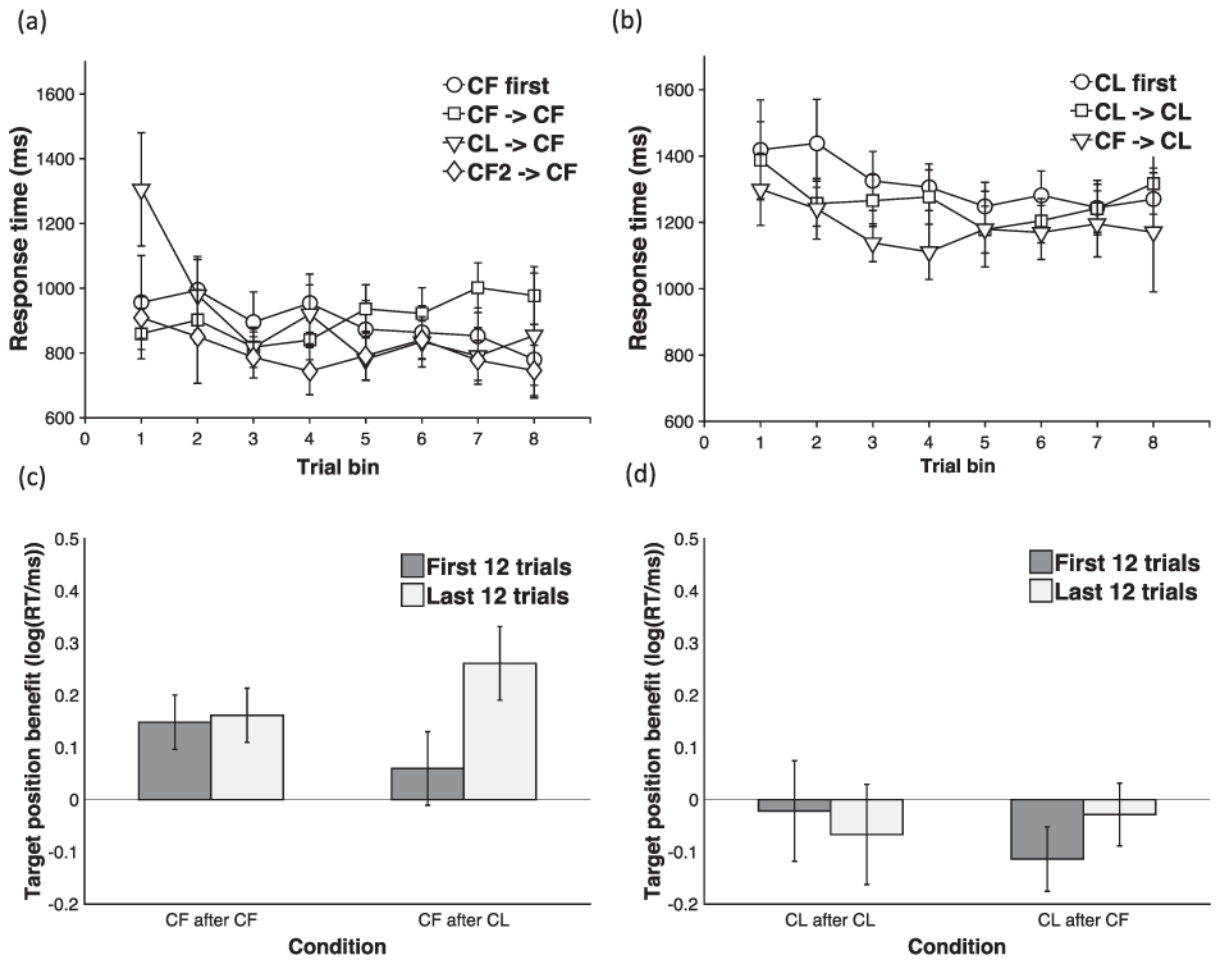 (a)
1600
1400
1200
1000
800
600
Response time (ms)
CF first
CF -> CF
CL -> CF
CF2 -> CF
0 1 2 3 4 5 6 7 8
Trial bin
(b)
1600
1400
1200
1000
800
600
Response time (ms)
CL first
CL -> CL
CF -> CL
0 1 2 3 4 5 6 7 8
Trial bin
(c)
0.5
0.4
0.3
0.2
0.1
0
-0.1
-0.2
Target position benefit (log(RT/ms))
First 12 trials
Last 12 trials
CF after CF CF after CL
Condition
(d)
0.5
0.4
0.3
0.2
0.1
0
-0.1
-0.2
Target position benefit (log(RT/ms))
First 12 trials
Last 12 trials
CL after CL CL after CF
Condition